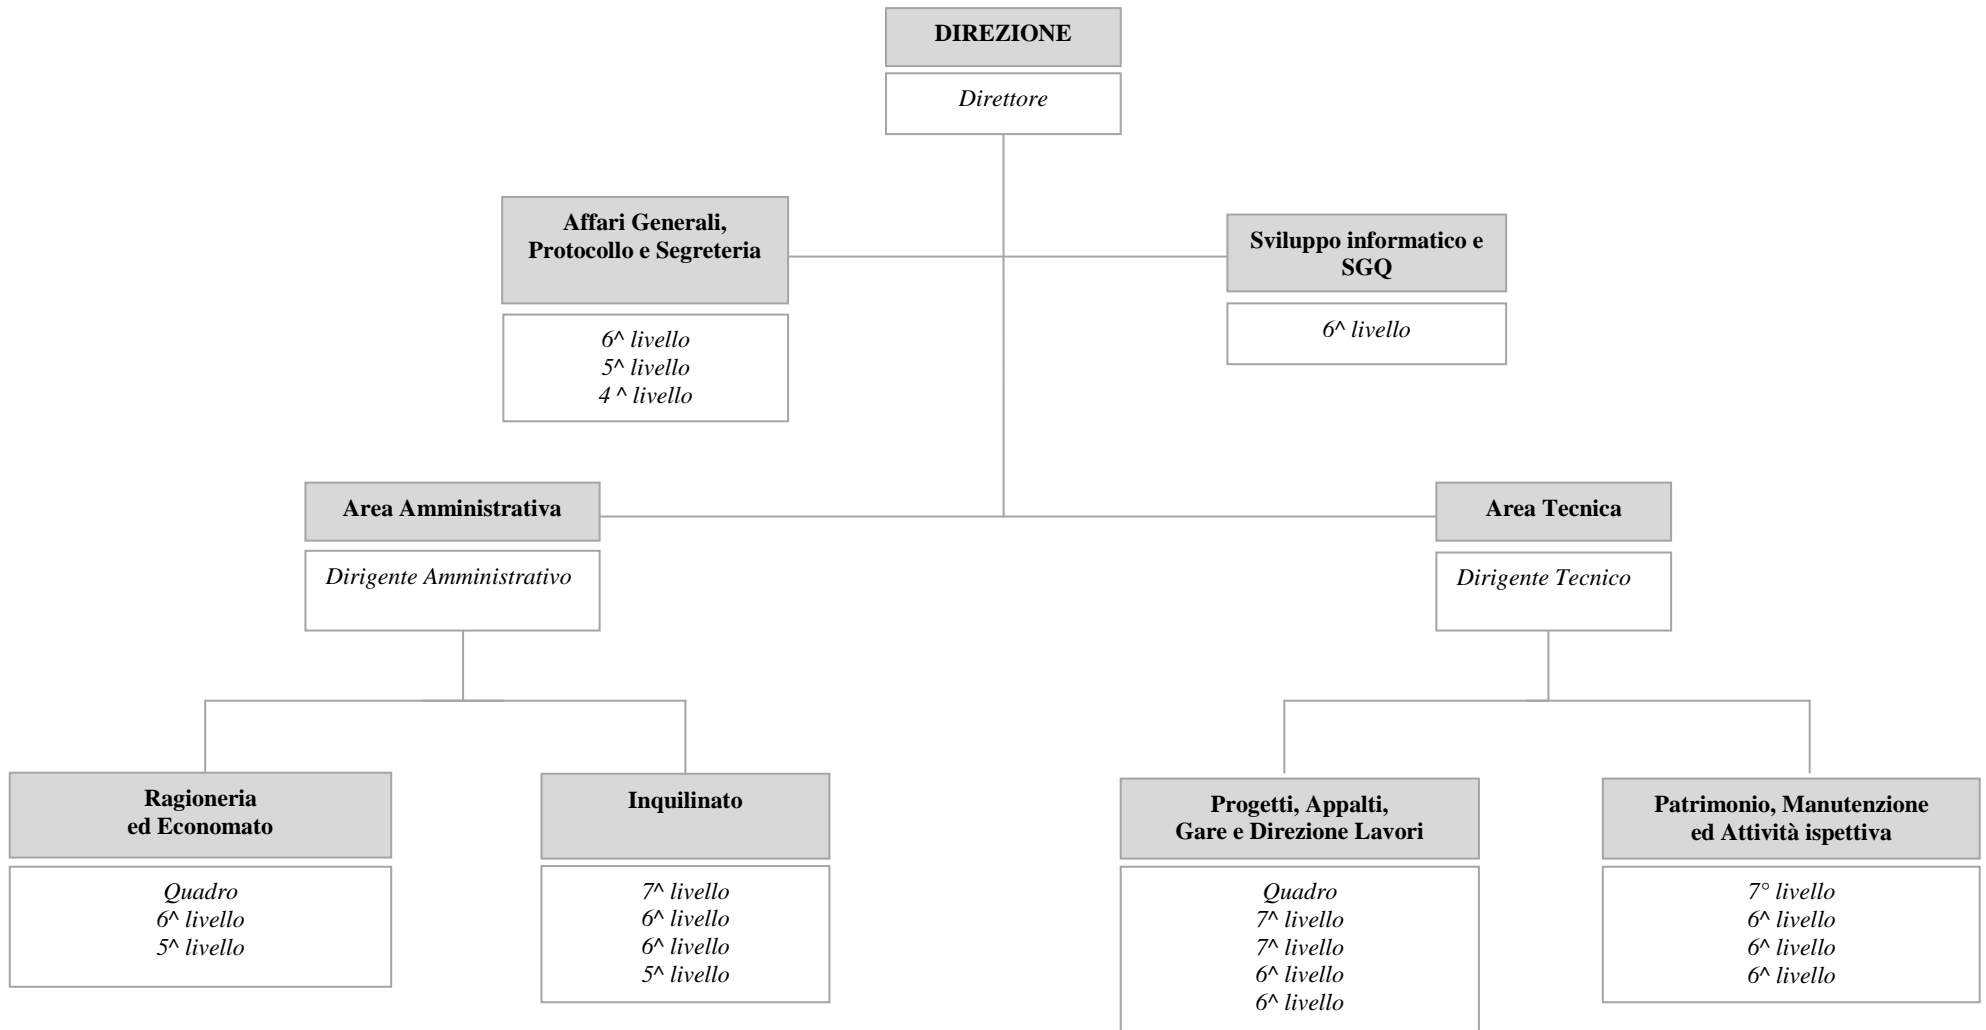 DIREZIONE
Direttore
Affari Generali,
Protocollo e Segreteria
6^ livello
5^ livello
4 ^ livello
Sviluppo informatico e
SGQ
6^ livello
Area Amministrativa
Dirigente Amministrativo
Area Tecnica
Dirigente Tecnico
Ragioneria
ed Economato
Quadro
6^ livello
5^ livello
Inquilinato
7^ livello
6^ livello
6^ livello
5^ livello
Progetti, Appalti,
Gare e Direzione Lavori
Quadro
7^ livello
7^ livello
6^ livello
6^ livello
Patrimonio, Manutenzione
ed Attività ispettiva
7° livello
6^ livello
6^ livello
6^ livello